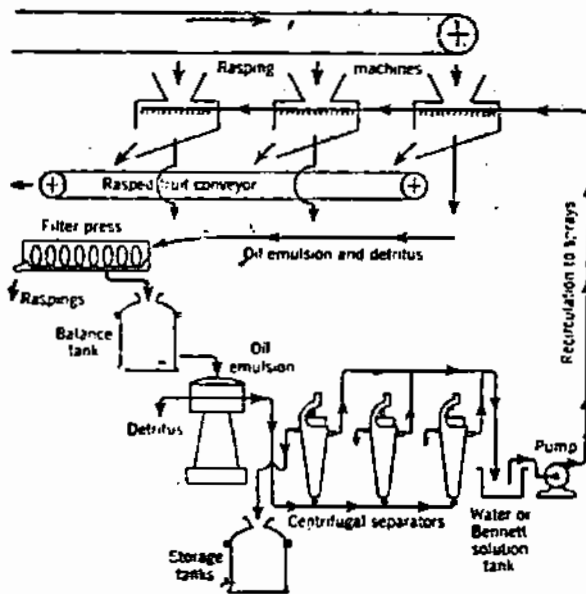 Rasping machines
Rasped fruit conveyor
Filter press
Oil emulsion and detritus
Raspings
Balance
tank
Oil
emulsion
Detritus
Centrifugal separators
Storage
tanks
Water or
Bennett
solution
tank
Pump
Recirculation to sprays